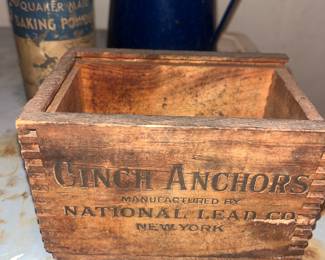 QUAKER MAID
BAKING POWDER
CINCH ANCHORS
MANUFACTURED BY
NATIONAL LEAD CO.
NEW YORK